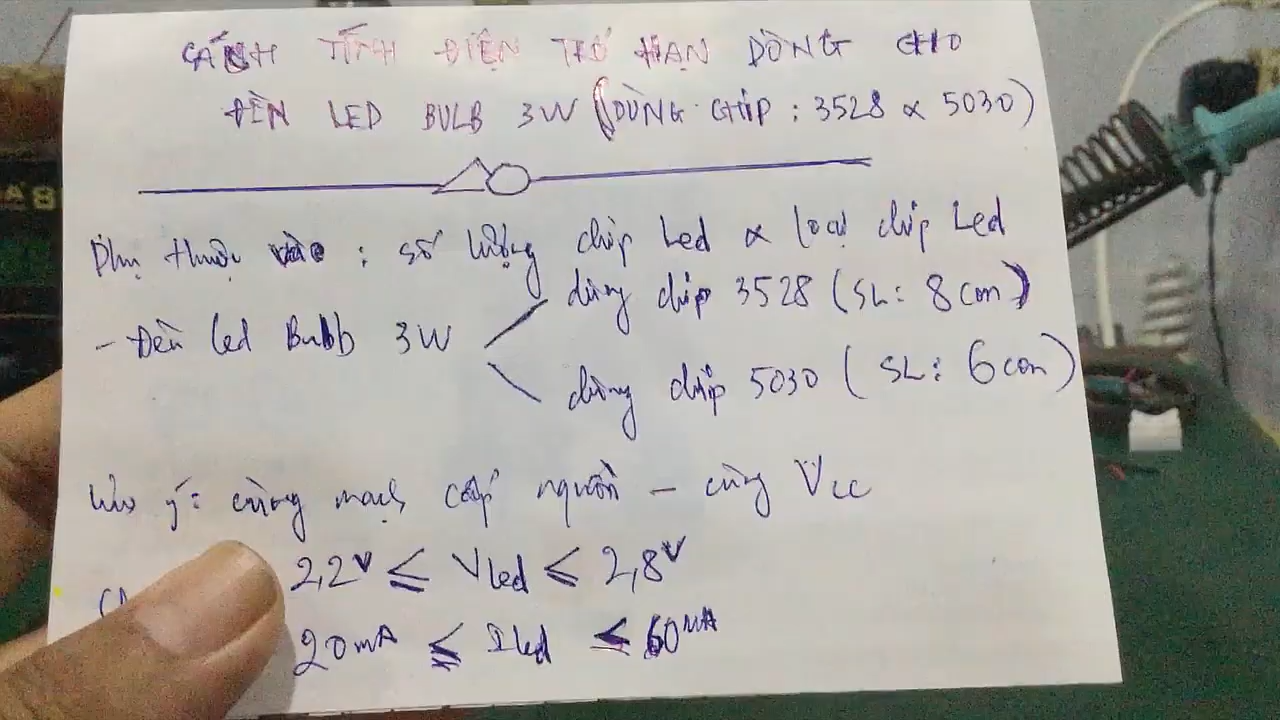 CÁCH TÍNH ĐIỆN TRỞ HẠN DÒNG CHO
ĐÈN LED BULB 3W (DÙNG CHÍP : 3528 & 5030)
Phụ thuộc vào : số lượng chip Led & loại chip Led
dùng chip 3528 (SL: 8 con)
- Đèn led Bulb 3W
dùng chip 5030 ( SL: 6 con)
Lưu ý: cùng mạch cấp nguồn - cùng Vcc
2,2V ≤ VLed ≤ 2,8V
20mA ≤ ILed ≤ 60mA